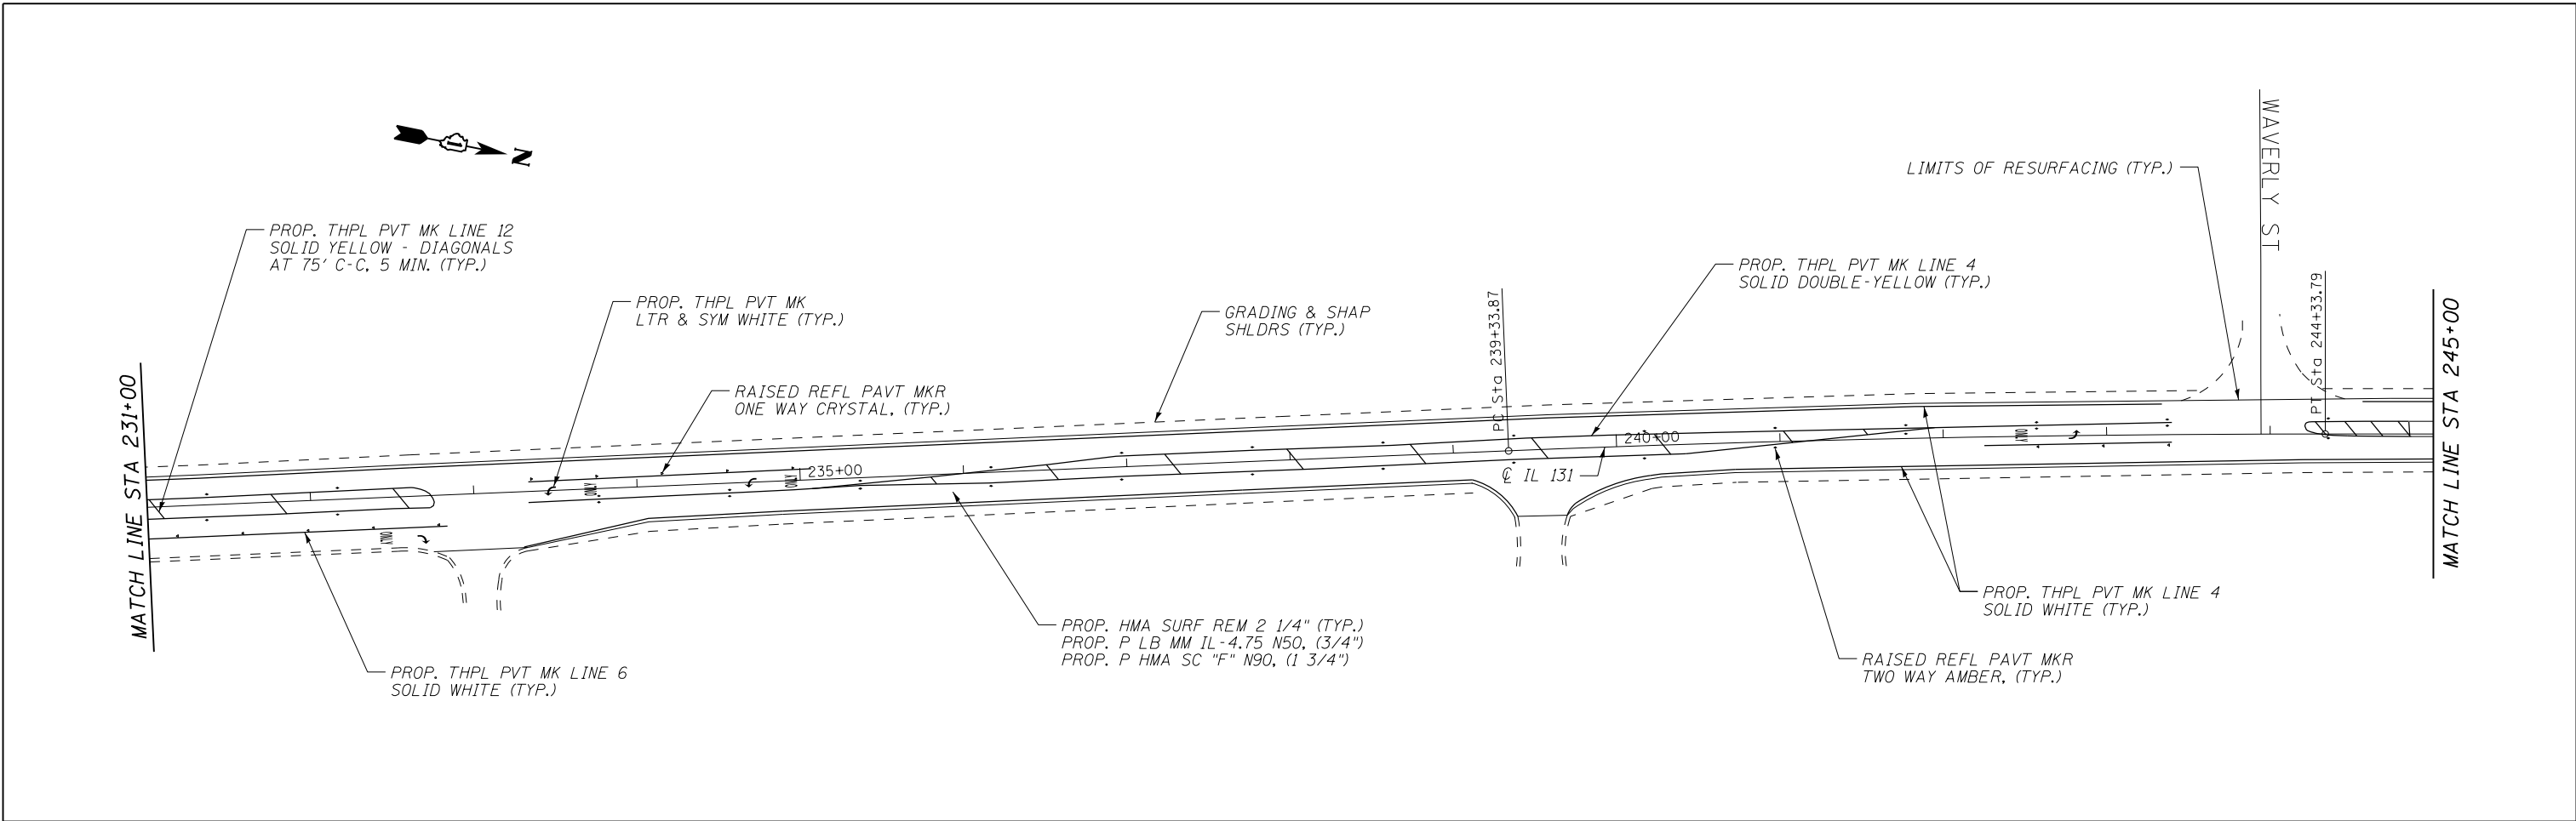 N
WAVERLY ST
LIMITS OF RESURFACING (TYP.)
PROP. THPL PVT MK LINE 12
SOLID YELLOW - DIAGONALS
AT 75' C-C, 5 MIN. (TYP.)
PROP. THPL PVT MK LINE 4
SOLID DOUBLE-YELLOW (TYP.)
PROP. THPL PVT MK
LTR & SYM WHITE (TYP.)
GRADING & SHAP
SHLDRS (TYP.)
PC Sta 239+33.87
PT Sta 244+33.79
RAISED REFL PAVT MKR
ONE WAY CRYSTAL, (TYP.)
MATCH LINE STA 231+00
MATCH LINE STA 245+00
235+00
240+00
℄ IL 131
ONLY
ONLY
ONLY
ONLY
PROP. THPL PVT MK LINE 4
SOLID WHITE (TYP.)
PROP. HMA SURF REM 2 1/4" (TYP.)
PROP. P LB MM IL-4.75 N50, (3/4")
PROP. P HMA SC "F" N90, (1 3/4")
RAISED REFL PAVT MKR
TWO WAY AMBER, (TYP.)
PROP. THPL PVT MK LINE 6
SOLID WHITE (TYP.)